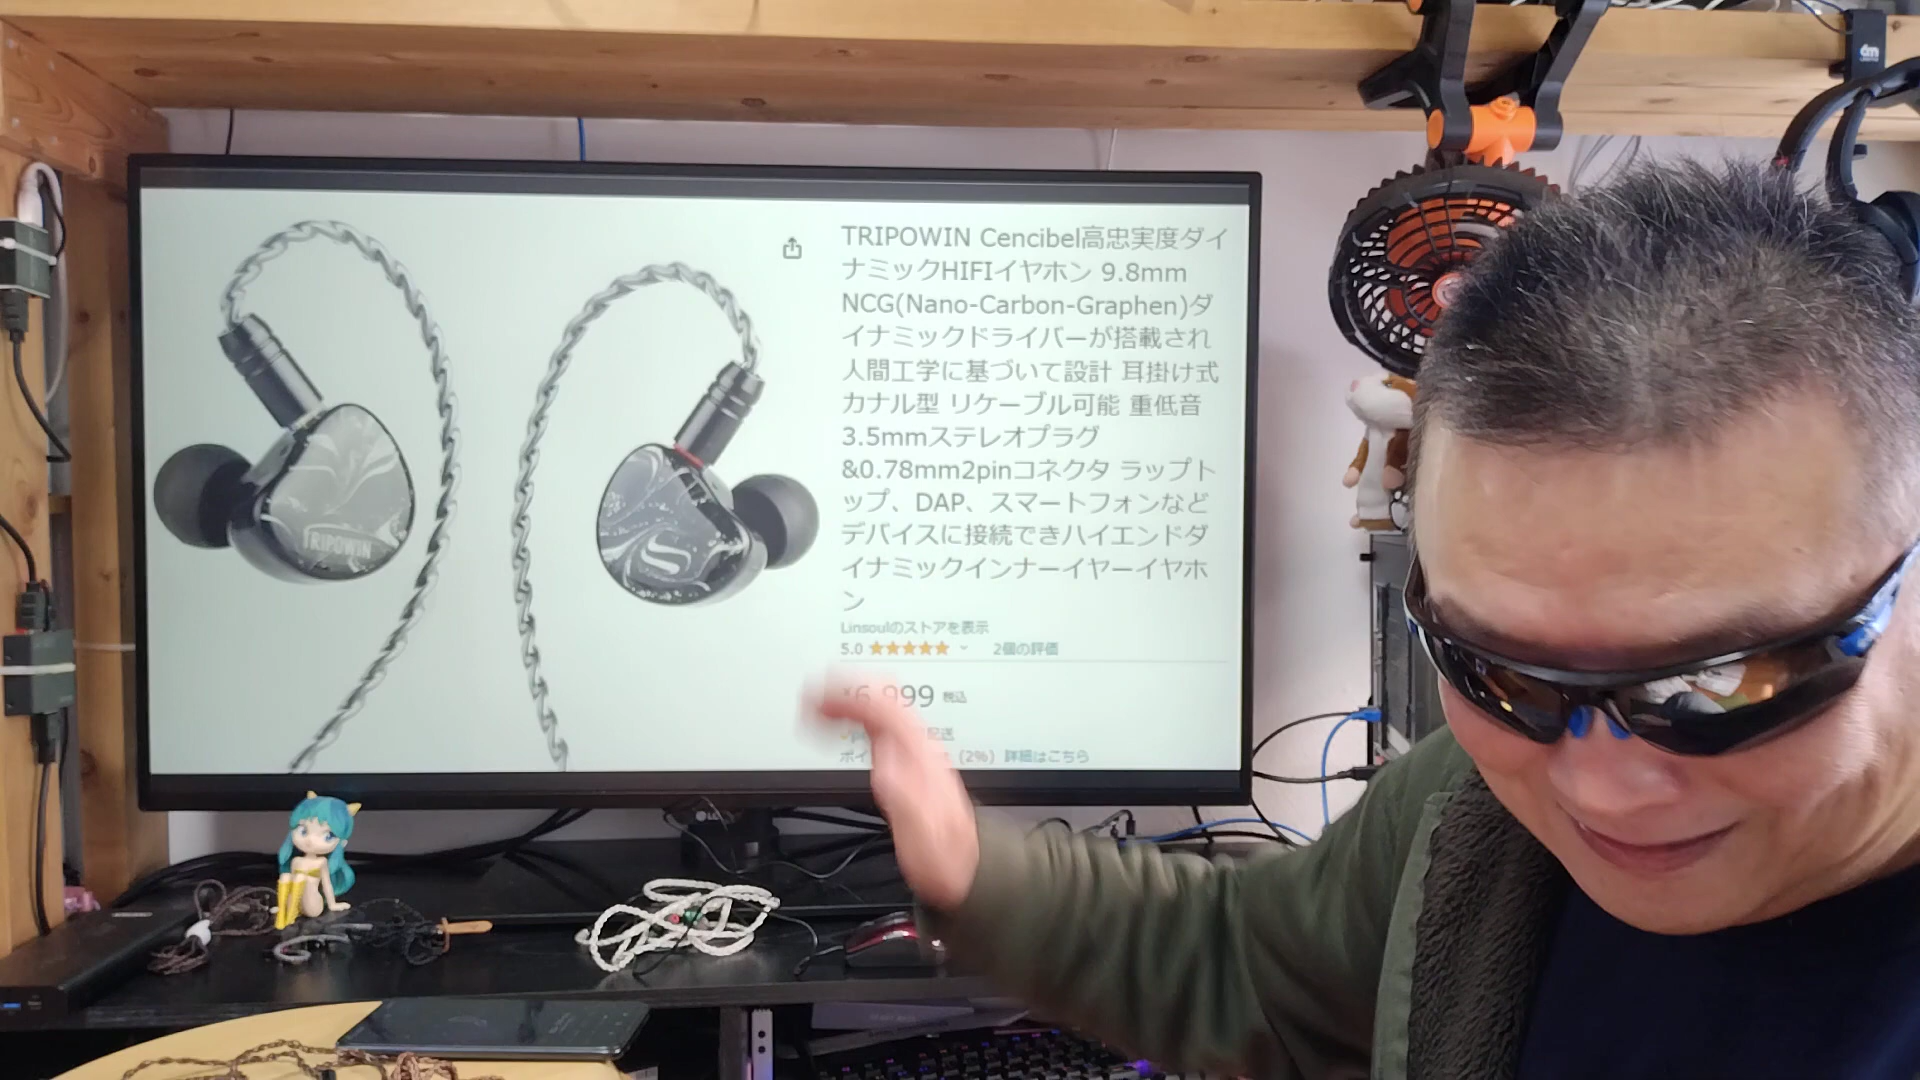 TRIPOWIN Cencibel高忠実度ダイ
ナミックHIFIイヤホン 9.8mm
NCG(Nano-Carbon-Graphen)ダ
イナミックドライバーが搭載され
人間工学に基づいて設計 耳掛け式
カナル型 リケーブル可能 重低音
3.5mmステレオプラグ
&0.78mm2pinコネクタ ラップト
ップ、DAP、スマートフォンなど
デバイスに接続できハイエンドダ
イナミックインナーイヤーイヤホ
ン
Linsoulのストアを表示
5.0 2個の評価
¥6,999 税込
配送
ポイ (2%) 詳細はこちら
TRIPOWIN
LG